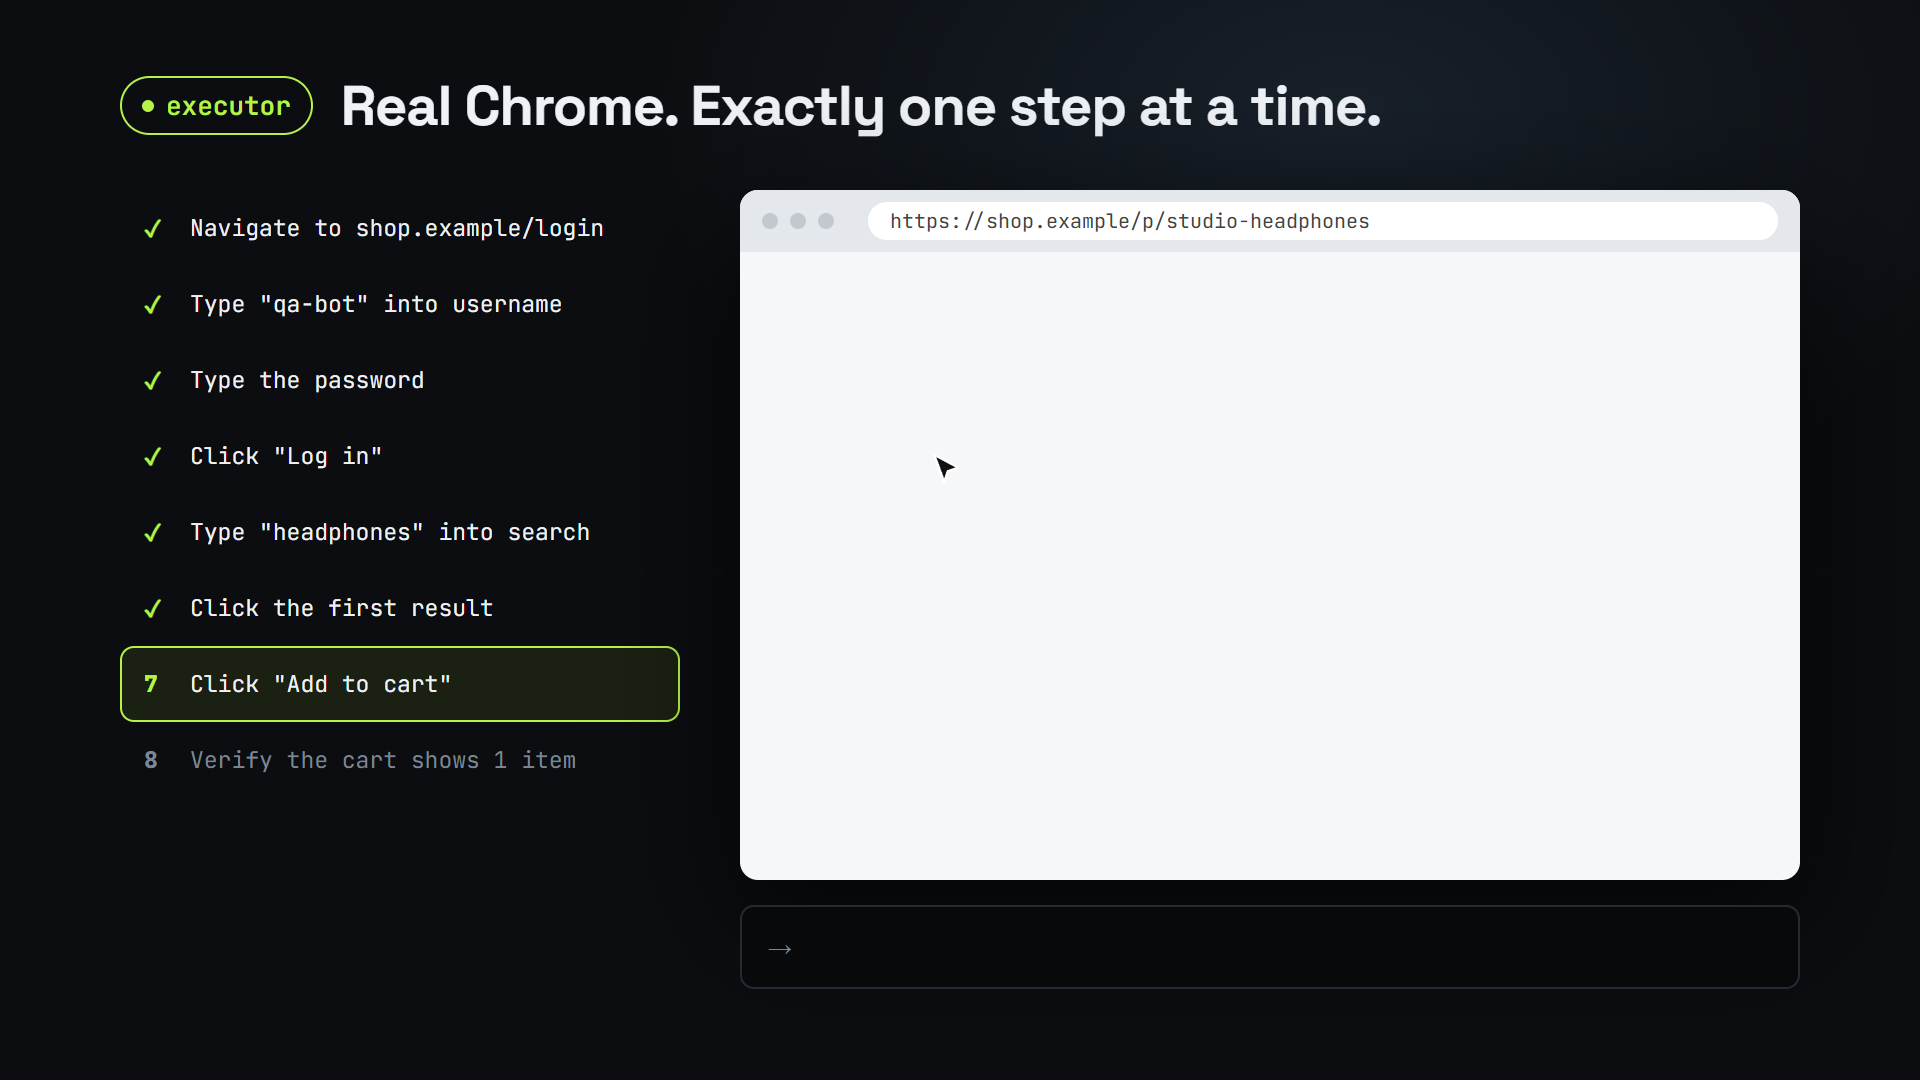 executor
Real Chrome. Exactly one step at a time.
✓ Navigate to shop.example/login
✓ Type "qa-bot" into username
✓ Type the password
✓ Click "Log in"
✓ Type "headphones" into search
✓ Click the first result
7 Click "Add to cart"
8 Verify the cart shows 1 item
https://shop.example/p/studio-headphones
→